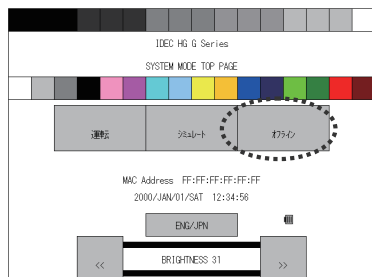 IDEC HG G Series
SYSTEM MODE TOP PAGE
運転 シミュレート オフライン
MAC Address FF:FF:FF:FF:FF:FF
2000/JAN/01/SAT 12:34:56
ENG/JPN
<< BRIGHTNESS 31 >>